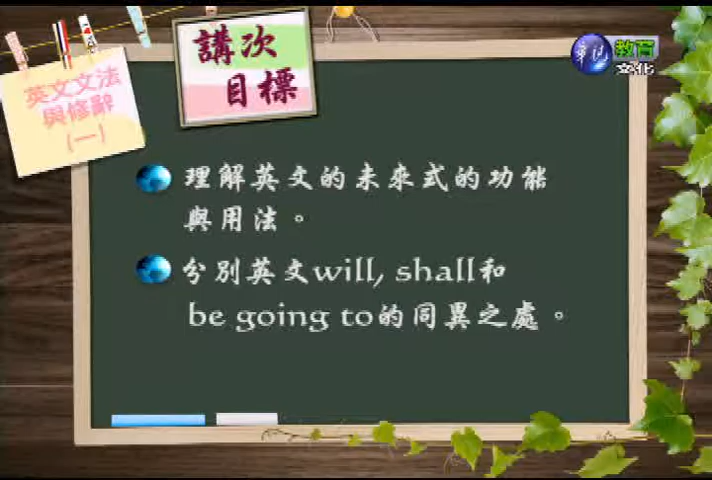 英文文法
與修辭
(一)
講次
目標
華視
教育
文化
理解英文的未來式的功能
與用法。
分別英文will, shall和
be going to的同異之處。